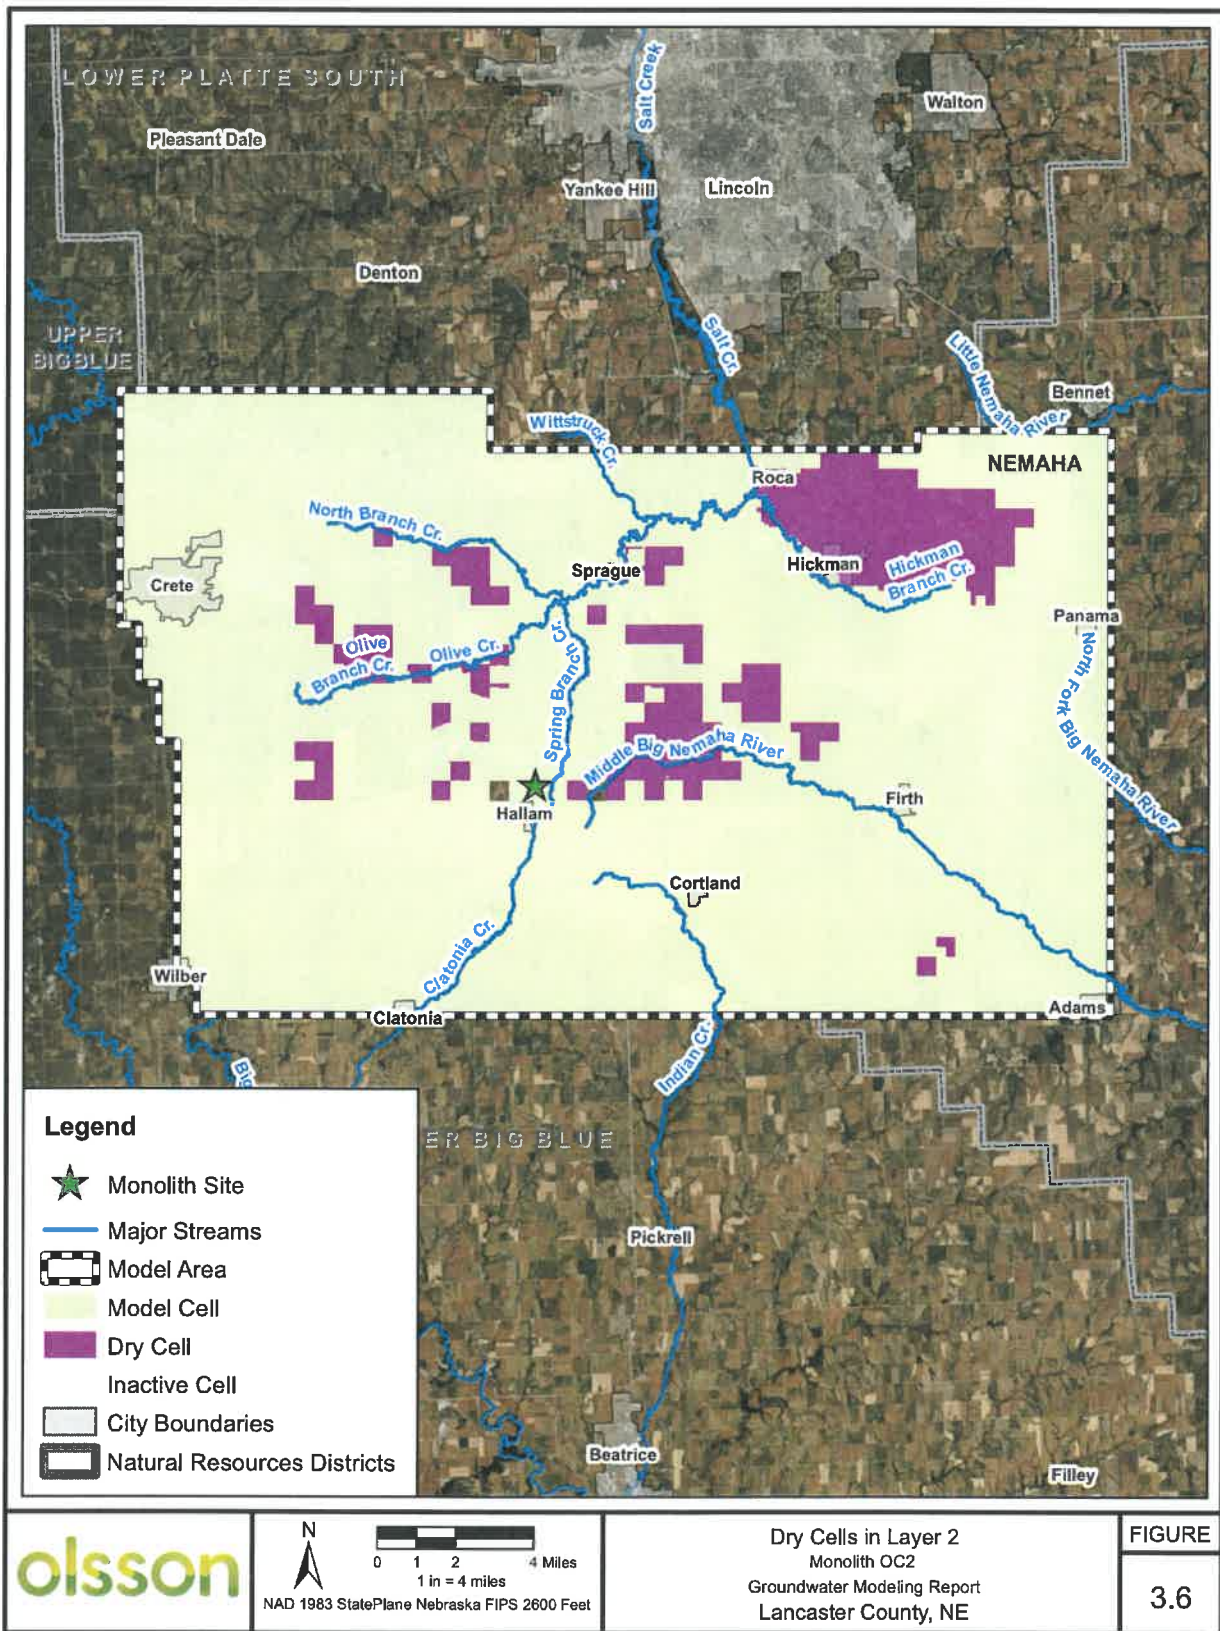 LOWER PLATTE SOUTH
Pleasant Dale
Salt Creek
Walton
Yankee Hill
Lincoln
Denton
UPPER
BIG BLUE
Salt Cr.
Little Nemaha River
Bennet
Wittstruck Cr.
NEMAHA
Roca
North Branch Cr.
Crete
Sprague
Hickman
Hickman
Branch Cr.
Panama
Olive
Branch Cr.
Olive Cr.
Spring Branch Cr.
North Fork Big Nemaha River
Middle Big Nemaha River
Hallam
Firth
Cortland
Clatonia Cr.
Wilber
Clatonia
Adams
Indian Cr.
Big
ER BIG BLUE
Pickrell
Beatrice
Filley
Legend
Monolith Site
Major Streams
Model Area
Model Cell
Dry Cell
Inactive Cell
City Boundaries
Natural Resources Districts
olsson
N
0 1 2 4 Miles
1 in = 4 miles
NAD 1983 StatePlane Nebraska FIPS 2600 Feet
Dry Cells in Layer 2
Monolith OC2
Groundwater Modeling Report
Lancaster County, NE
FIGURE
3.6